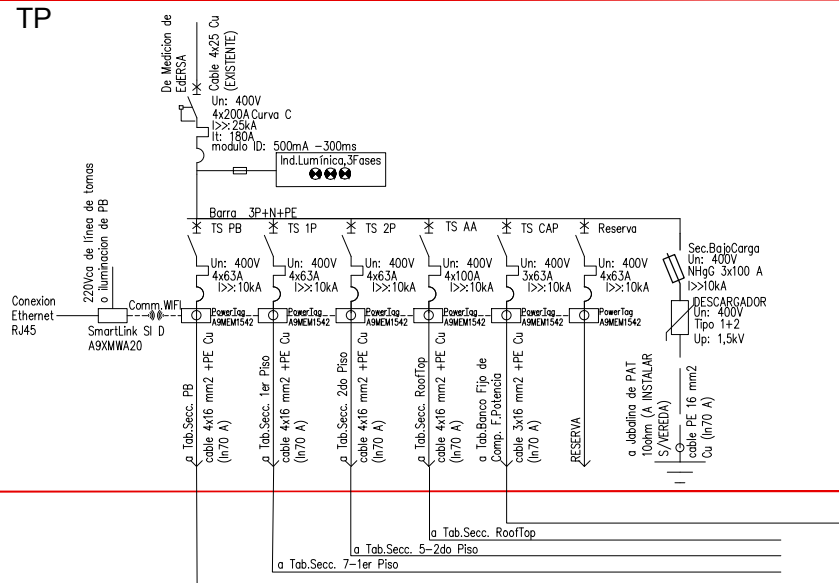 TP
De Medicion de
EdERSA
Cable 4x25 Cu
(EXISTENTE)
Un: 400V
4x200A Curva C
I>>: 25kA
It: 180A
modulo ID: 500mA -300ms
Ind.Lumínica,3Fases
Barra 3P+N+PE
TS PB
TS 1P
TS 2P
TS AA
TS CAP
Reserva
Un: 400V
4x63A
I>>:10kA
Un: 400V
4x63A
I>>:10kA
Un: 400V
4x63A
I>>:10kA
Un: 400V
4x100A
I>>:10kA
Un: 400V
3x63A
I>>:10kA
Un: 400V
4x63A
I>>:10kA
Sec.BajoCarga
Un: 400V
NHgG 3x100 A
I>>10kA
DESCARGADOR
Un: 400V
Tipo 1+2
Up: 1,5kV
220Vca de línea de tomas
o iluminacion de PB
Conexion
Ethernet
RJ45
Comm.WIFI
SmartLink SI D
A9XMWA20
PowerTag
A9MEM1542
PowerTag
A9MEM1542
PowerTag
A9MEM1542
PowerTag
A9MEM1542
PowerTag
A9MEM1542
PowerTag
A9MEM1542
a Tab.Secc. PB
cable 4x16 mm2 +PE Cu
(In70 A)
a Tab.Secc. 1er Piso
cable 4x16 mm2 +PE Cu
(In70 A)
a Tab.Secc. 2do Piso
cable 4x16 mm2 +PE Cu
(In70 A)
a Tab.Secc. RoofTop
cable 4x16 mm2 +PE Cu
(In70 A)
a Tab.Banco Fijo de
Comp. F.Potencia
cable 3x16 mm2 +PE Cu
(In70 A)
RESERVA
a Jabalina de PAT
10ohm (A INSTALAR
S/VEREDA)
cable PE 16 mm2
Cu (In70 A)
a Tab.Secc. RoofTop
a Tab.Secc. 5-2do Piso
a Tab.Secc. 7-1er Piso